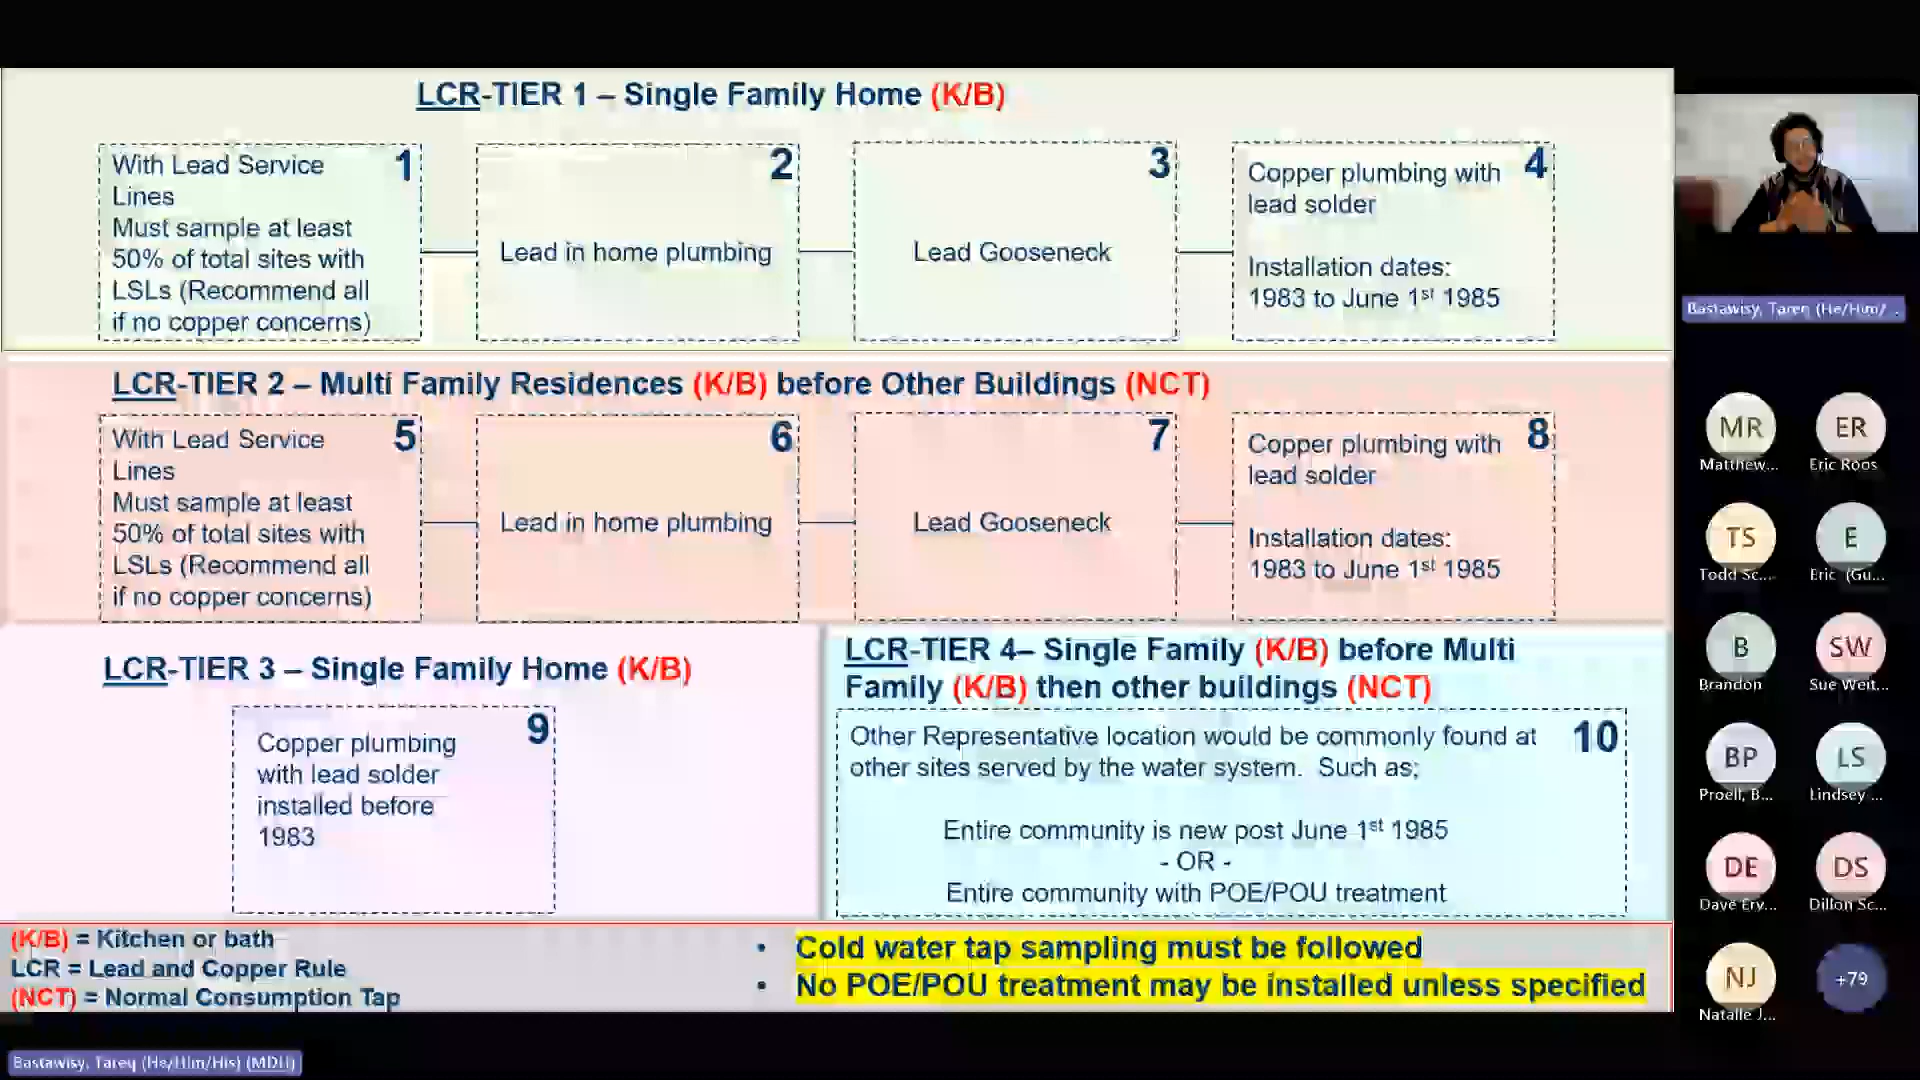 LCR-TIER 1 – Single Family Home (K/B)
With Lead Service
Lines
Must sample at least
50% of total sites with
LSLs (Recommend all
if no copper concerns)
1
Lead in home plumbing
2
Lead Gooseneck
3
Copper plumbing with
lead solder
Installation dates:
1983 to June 1st 1985
4
LCR-TIER 2 – Multi Family Residences (K/B) before Other Buildings (NCT)
With Lead Service
Lines
Must sample at least
50% of total sites with
LSLs (Recommend all
if no copper concerns)
5
Lead in home plumbing
6
Lead Gooseneck
7
Copper plumbing with
lead solder
Installation dates:
1983 to June 1st 1985
8
LCR-TIER 3 – Single Family Home (K/B)
Copper plumbing
with lead solder
installed before
1983
9
LCR-TIER 4– Single Family (K/B) before Multi
Family (K/B) then other buildings (NCT)
Other Representative location would be commonly found at
other sites served by the water system. Such as;
10
Entire community is new post June 1st 1985
- OR -
Entire community with POE/POU treatment
(K/B) = Kitchen or bath
LCR = Lead and Copper Rule
(NCT) = Normal Consumption Tap
• Cold water tap sampling must be followed
• No POE/POU treatment may be installed unless specified
Bastawisy, Tareq (He/Him/ ...
MR
Matthew...
ER
Eric Roos
TS
Todd Sc...
E
Eric (Gu...
B
Brandon
SW
Sue Weit...
BP
Proell, B...
LS
Lindsey ...
DE
Dave Ery...
DS
Dillon Sc...
NJ
Natalie J...
+79
Bastawisy, Tareq (He/Him/His) (MDH)